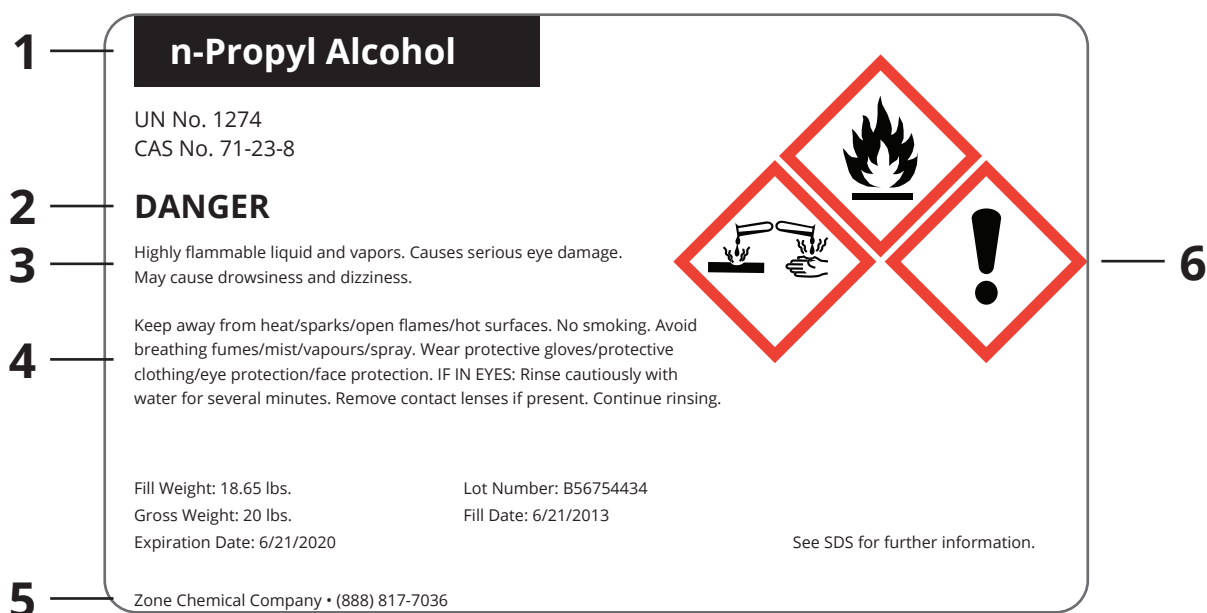 1
n-Propyl Alcohol
UN No. 1274
CAS No. 71-23-8
2
DANGER
3
Highly flammable liquid and vapors. Causes serious eye damage.
May cause drowsiness and dizziness.
4
Keep away from heat/sparks/open flames/hot surfaces. No smoking. Avoid
breathing fumes/mist/vapours/spray. Wear protective gloves/protective
clothing/eye protection/face protection. IF IN EYES: Rinse cautiously with
water for several minutes. Remove contact lenses if present. Continue rinsing.
6
Fill Weight: 18.65 lbs.
Lot Number: B56754434
Gross Weight: 20 lbs.
Fill Date: 6/21/2013
Expiration Date: 6/21/2020
See SDS for further information.
5
Zone Chemical Company • (888) 817-7036